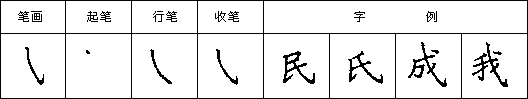 笔画 起笔 行笔 收笔 字 例
民 氏 成 我